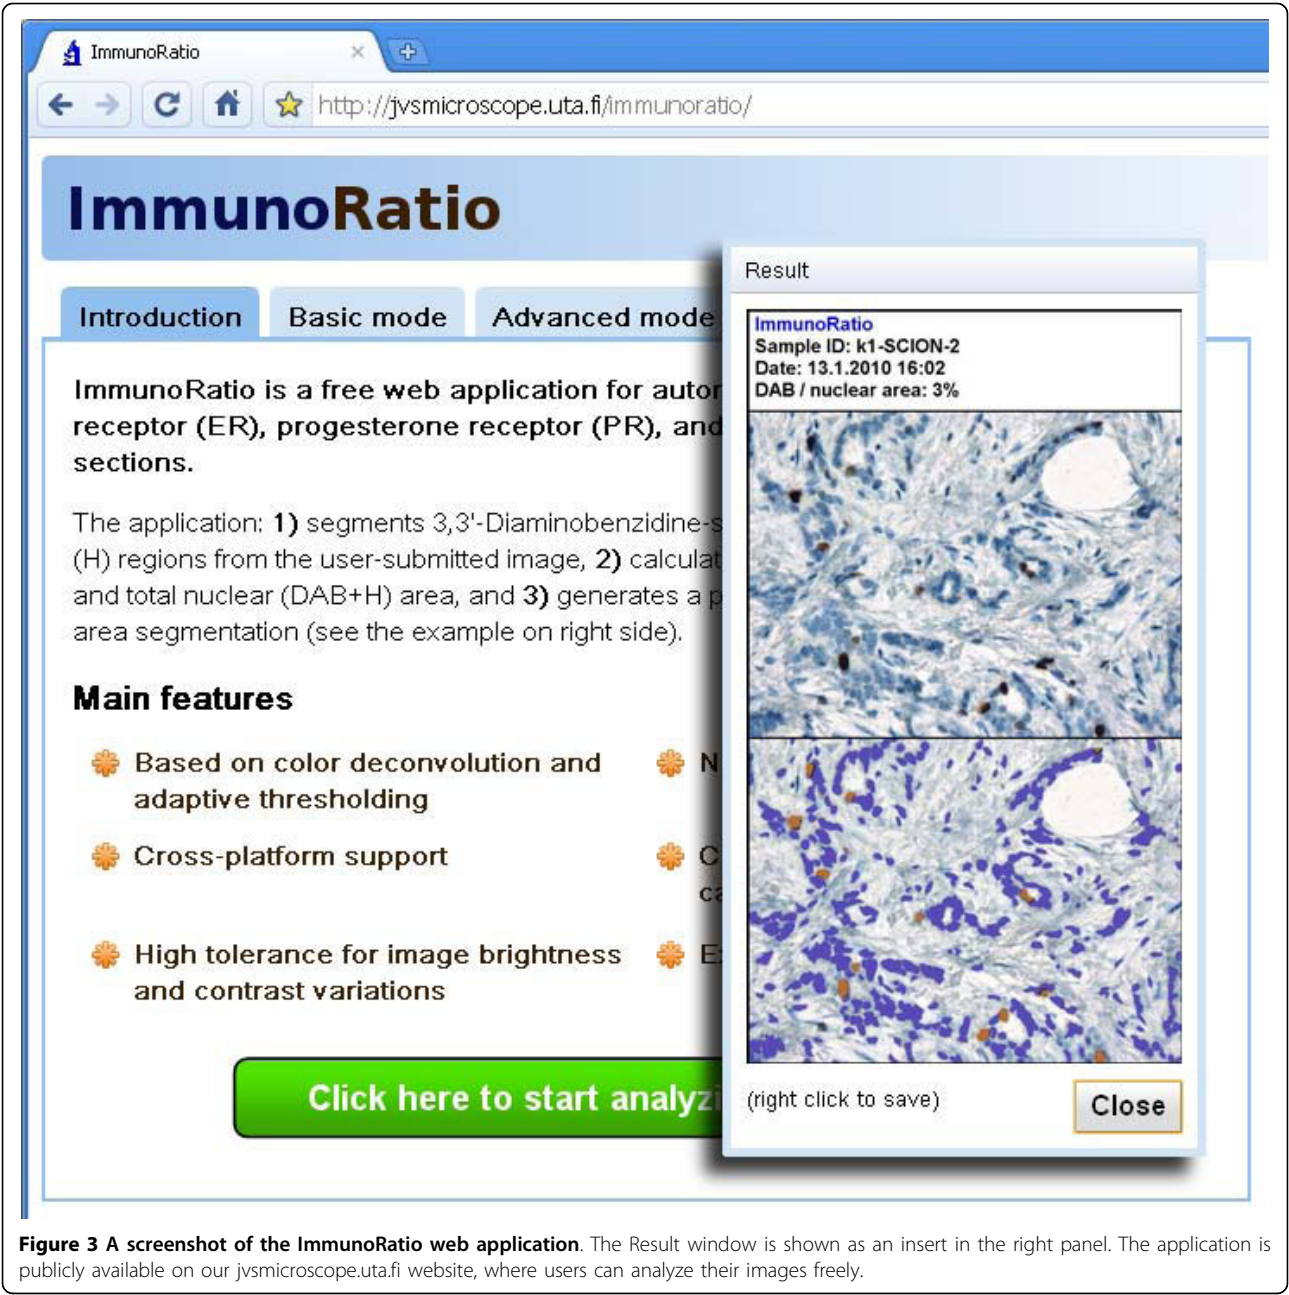 ImmunoRatio
http://jvsmicroscope.uta.fi/immunoratio/
ImmunoRatio
Introduction
Basic mode
Advanced mode
ImmunoRatio is a free web application for
receptor (ER), progesterone receptor (PR), and
sections.
The application: 1) segments 3,3'-Diaminobenzidine-s
(H) regions from the user-submitted image, 2) calculat
and total nuclear (DAB+H) area, and 3) generates a p
area segmentation (see the example on right side).
Main features
Based on color deconvolution and
adaptive thresholding
Cross-platform support
High tolerance for image brightness
and contrast variations
N
C
ca
E
Click here to start analyzi
Result
ImmunoRatio
Sample ID: k1-SCION-2
Date: 13.1.2010 16:02
DAB / nuclear area: 3%
(right click to save)
Close
Figure 3 A screenshot of the ImmunoRatio web application. The Result window is shown as an insert in the right panel. The application is
publicly available on our jvsmicroscope.uta.fi website, where users can analyze their images freely.